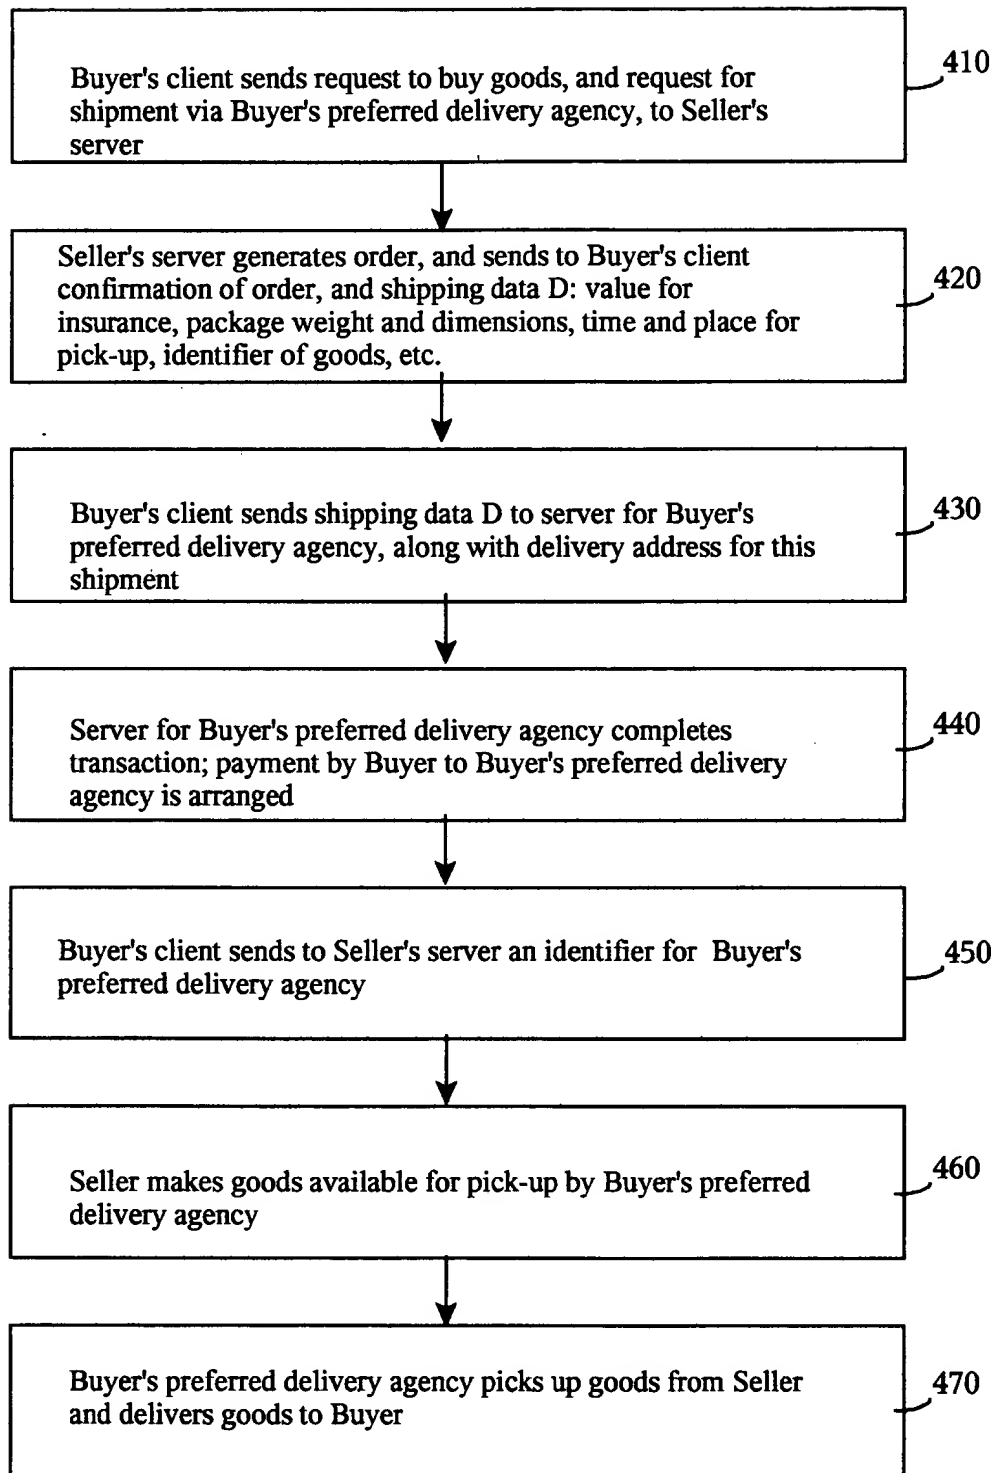 Buyer's client sends request to buy goods, and request for
shipment via Buyer's preferred delivery agency, to Seller's
server
410
Seller's server generates order, and sends to Buyer's client
confirmation of order, and shipping data D: value for
insurance, package weight and dimensions, time and place for
pick-up, identifier of goods, etc.
420
Buyer's client sends shipping data D to server for Buyer's
preferred delivery agency, along with delivery address for this
shipment
430
Server for Buyer's preferred delivery agency completes
transaction; payment by Buyer to Buyer's preferred delivery
agency is arranged
440
Buyer's client sends to Seller's server an identifier for Buyer's
preferred delivery agency
450
Seller makes goods available for pick-up by Buyer's preferred
delivery agency
460
Buyer's preferred delivery agency picks up goods from Seller
and delivers goods to Buyer
470